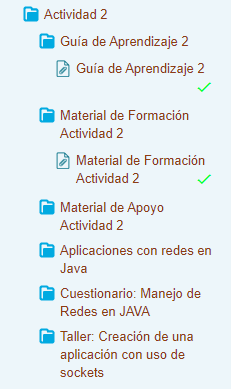 Actividad 2
Guía de Aprendizaje 2
Guía de Aprendizaje 2
Material de Formación
Actividad 2
Material de Formación
Actividad 2
Material de Apoyo
Actividad 2
Aplicaciones con redes en
Java
Cuestionario: Manejo de
Redes en JAVA
Taller: Creación de una
aplicación con uso de
sockets